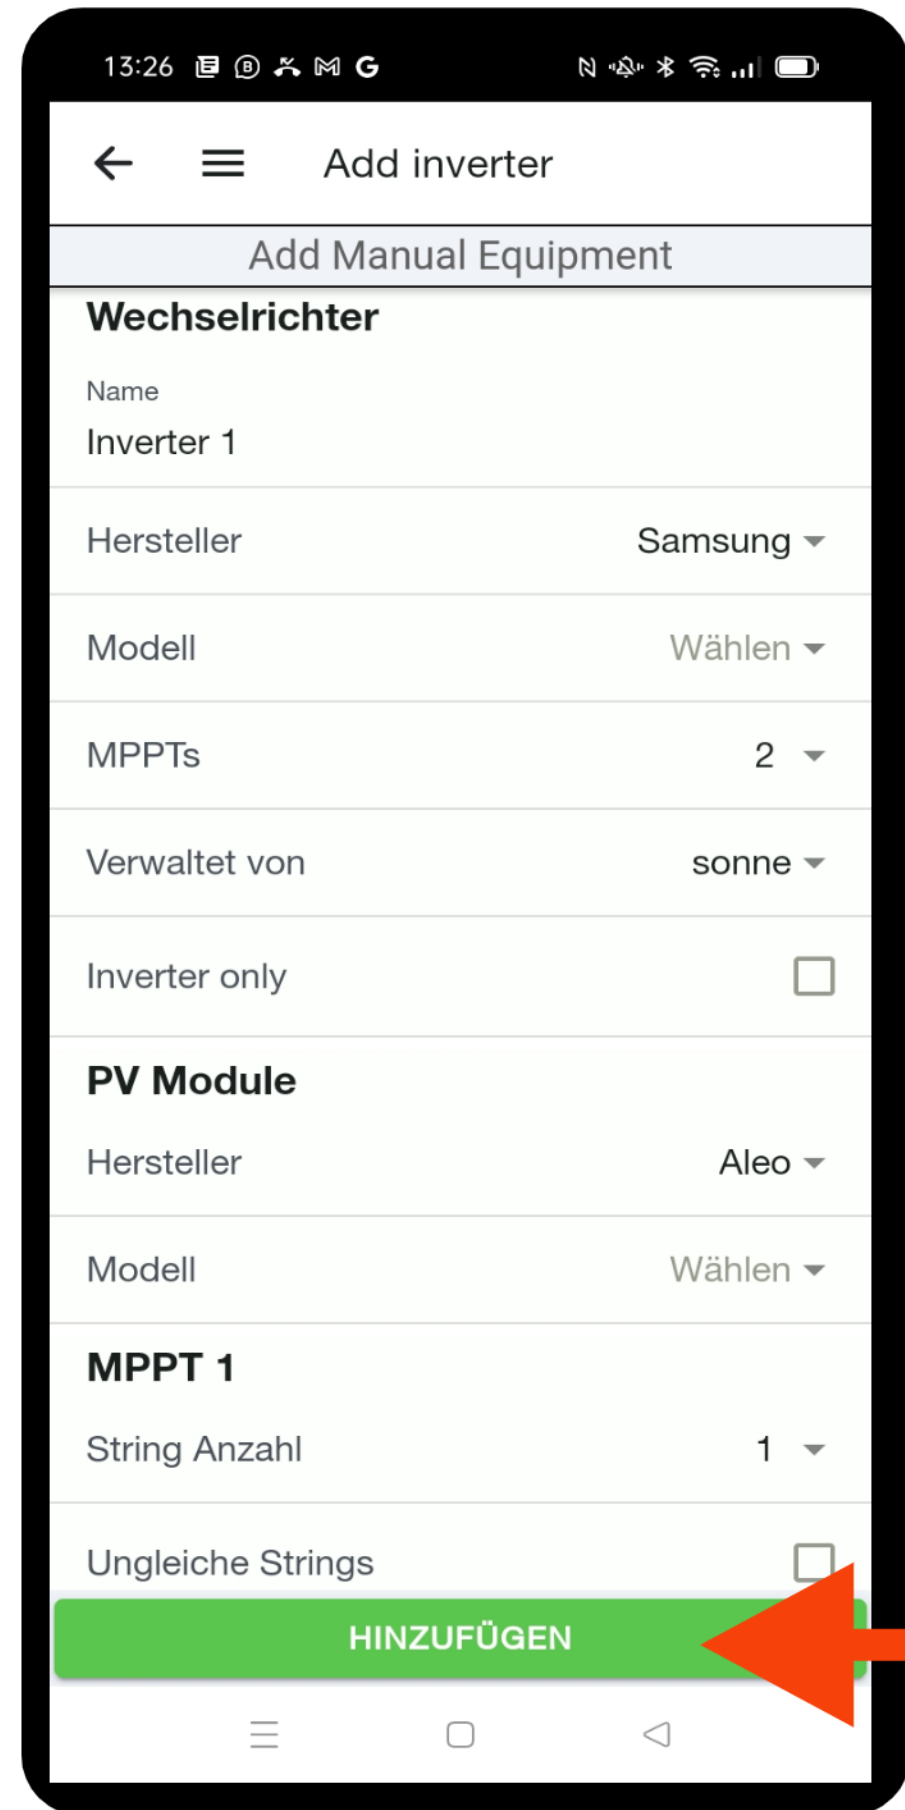 13:26
Add inverter
Add Manual Equipment
Wechselrichter
Name
Inverter 1
Hersteller Samsung
Modell Wählen
MPPTs 2
Verwaltet von sonne
Inverter only
PV Module
Hersteller Aleo
Modell Wählen
MPPT 1
String Anzahl 1
Ungleiche Strings
HINZUFÜGEN